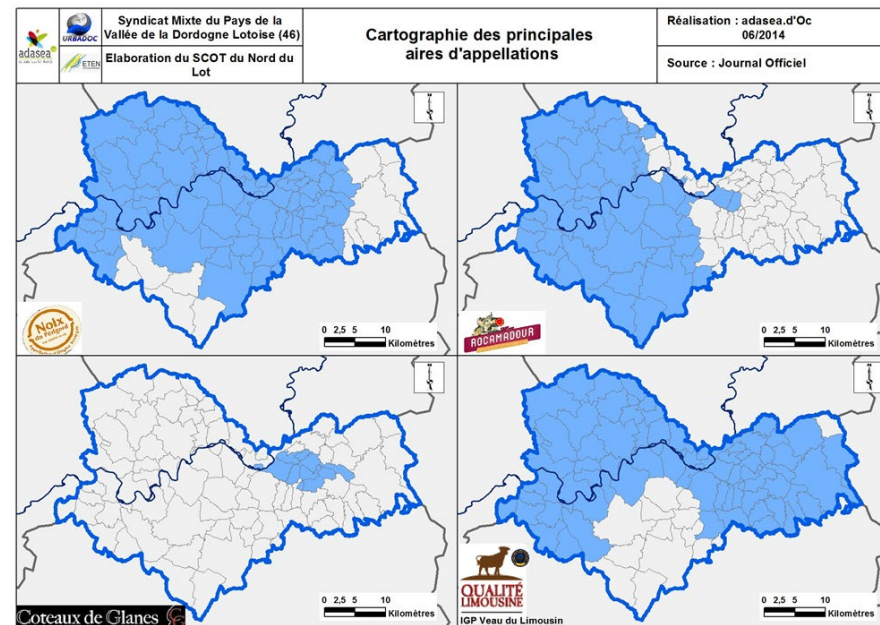 adasea
URBADOC
ETEN
Syndicat Mixte du Pays de la
Vallée de la Dordogne Lotoise (46)
Elaboration du SCOT du Nord du
Lot
Cartographie des principales
aires d'appellations
Réalisation : adasea.d'Oc
06/2014
Source : Journal Officiel
Noix
du Périgord
0 2,5 5 10
Kilomètres
ROCAMADOUR
0 2,5 5 10
Kilomètres
Coteaux de Glanes
0 2,5 5 10
Kilomètres
QUALITÉ
LIMOUSINE
IGP Veau du Limousin
0 2,5 5 10
Kilomètres